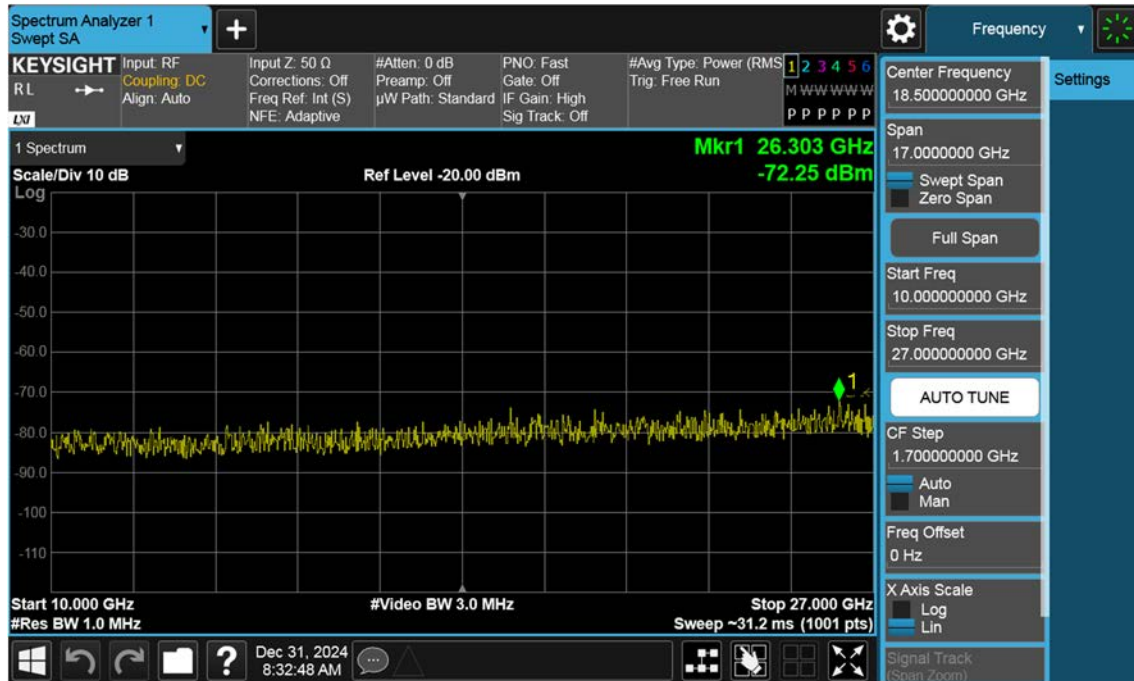 Spectrum Analyzer 1
Swept SA
Frequency
KEYSIGHT
RL
LXI
Input: RF
Coupling: DC
Align: Auto
Input Z: 50 Ω
Corrections: Off
Freq Ref: Int (S)
NFE: Adaptive
#Atten: 0 dB
Preamp: Off
µW Path: Standard
PNO: Fast
Gate: Off
IF Gain: High
Sig Track: Off
#Avg Type: Power (RMS
Trig: Free Run
1 2 3 4 5 6
M W W W W W
P P P P P P
1 Spectrum
Mkr1 26.303 GHz
-72.25 dBm
Scale/Div 10 dB
Ref Level -20.00 dBm
Log
-30.0
-40.0
-50.0
-60.0
-70.0
-80.0
-90.0
-100
-110
1
Start 10.000 GHz
#Video BW 3.0 MHz
Stop 27.000 GHz
#Res BW 1.0 MHz
Sweep ~31.2 ms (1001 pts)
Dec 31, 2024
8:32:48 AM
Center Frequency
18.500000000 GHz
Span
17.0000000 GHz
Swept Span
Zero Span
Full Span
Start Freq
10.000000000 GHz
Stop Freq
27.000000000 GHz
AUTO TUNE
CF Step
1.700000000 GHz
Auto
Man
Freq Offset
0 Hz
X Axis Scale
Log
Lin
Signal Track
(Span Zoom)
Settings